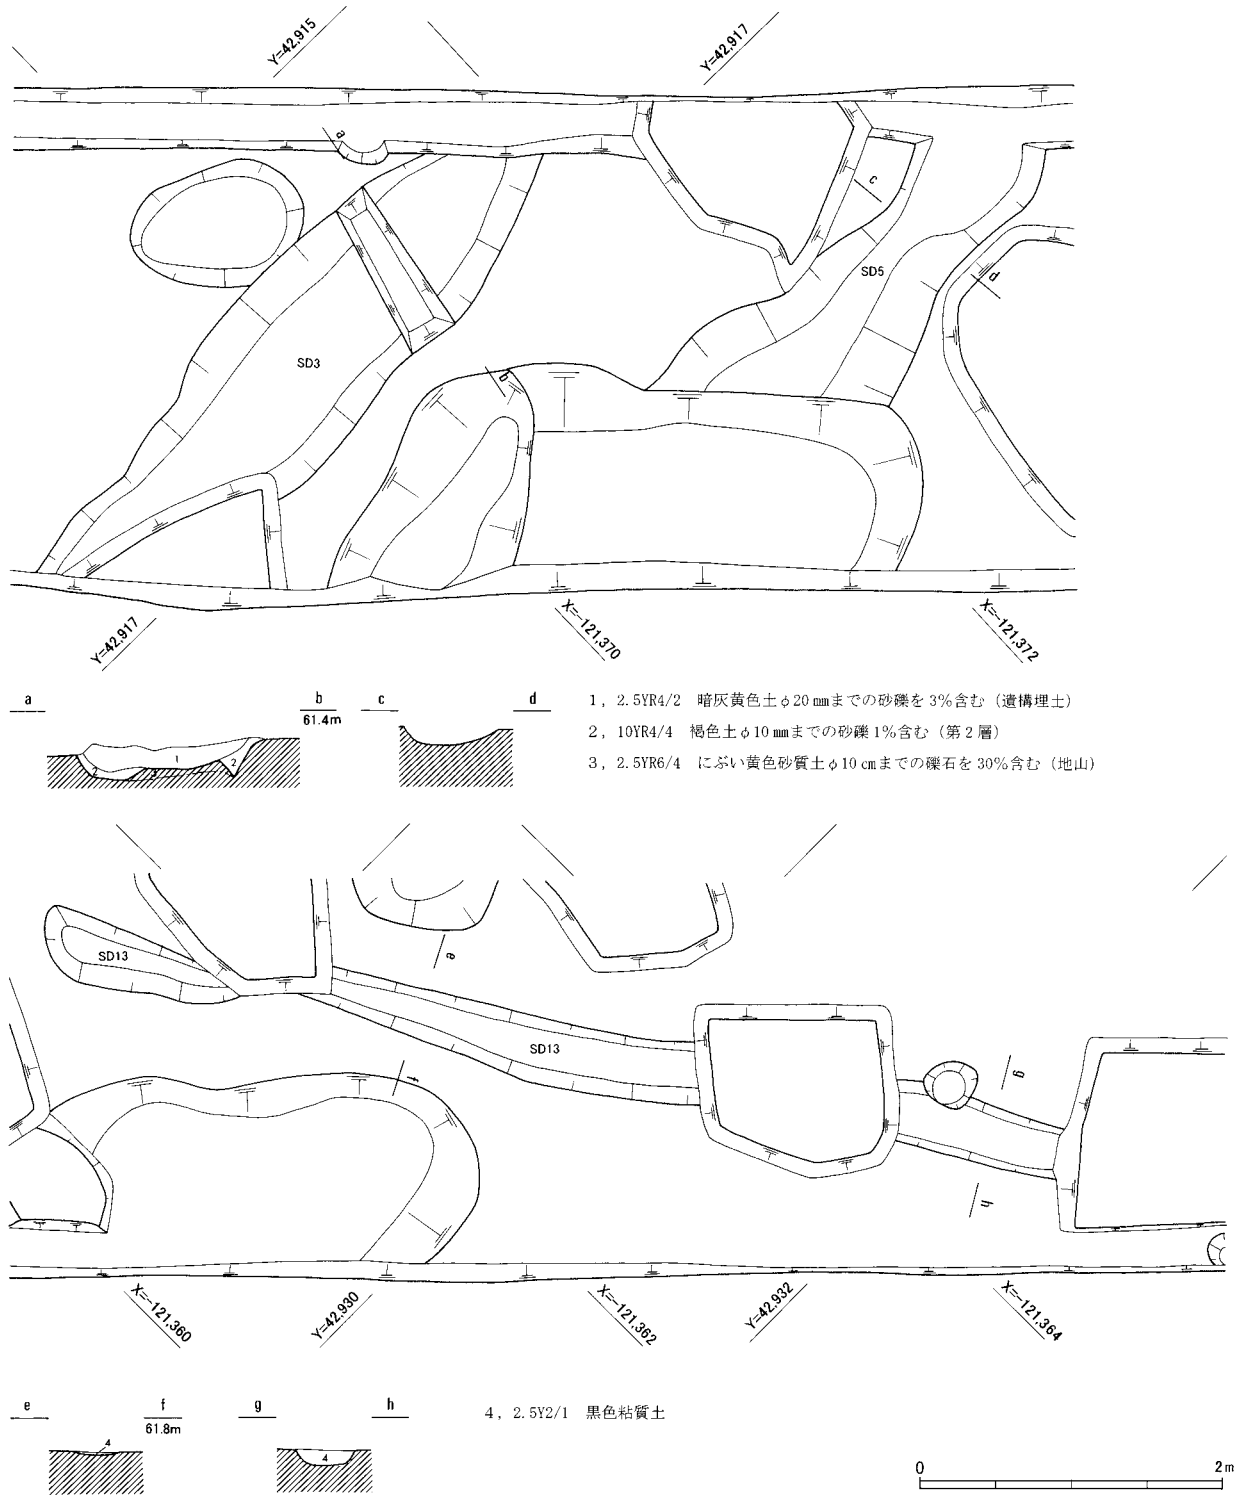 Y=42,915
Y=42,917
a
c
SD5
d
SD3
b
Y=42,917
X=-121,370
X=-121,372
a b c d
61.4m
1
2
2
3
1, 2.5YR4/2 暗灰黄色土φ20㎜までの砂礫を3%含む（遺構埋土）
2, 10YR4/4 褐色土φ10㎜までの砂礫1%含む（第2層）
3, 2.5YR6/4 にぶい黄色砂質土φ10㎝までの礫石を30%含む（地山）
SD13
e
SD13
f
g
h
X=-121,360
Y=42,930
X=-121,362
Y=42,932
X=-121,364
e f g h
61.8m
4
4
4, 2.5Y2/1 黒色粘質土
0 2m